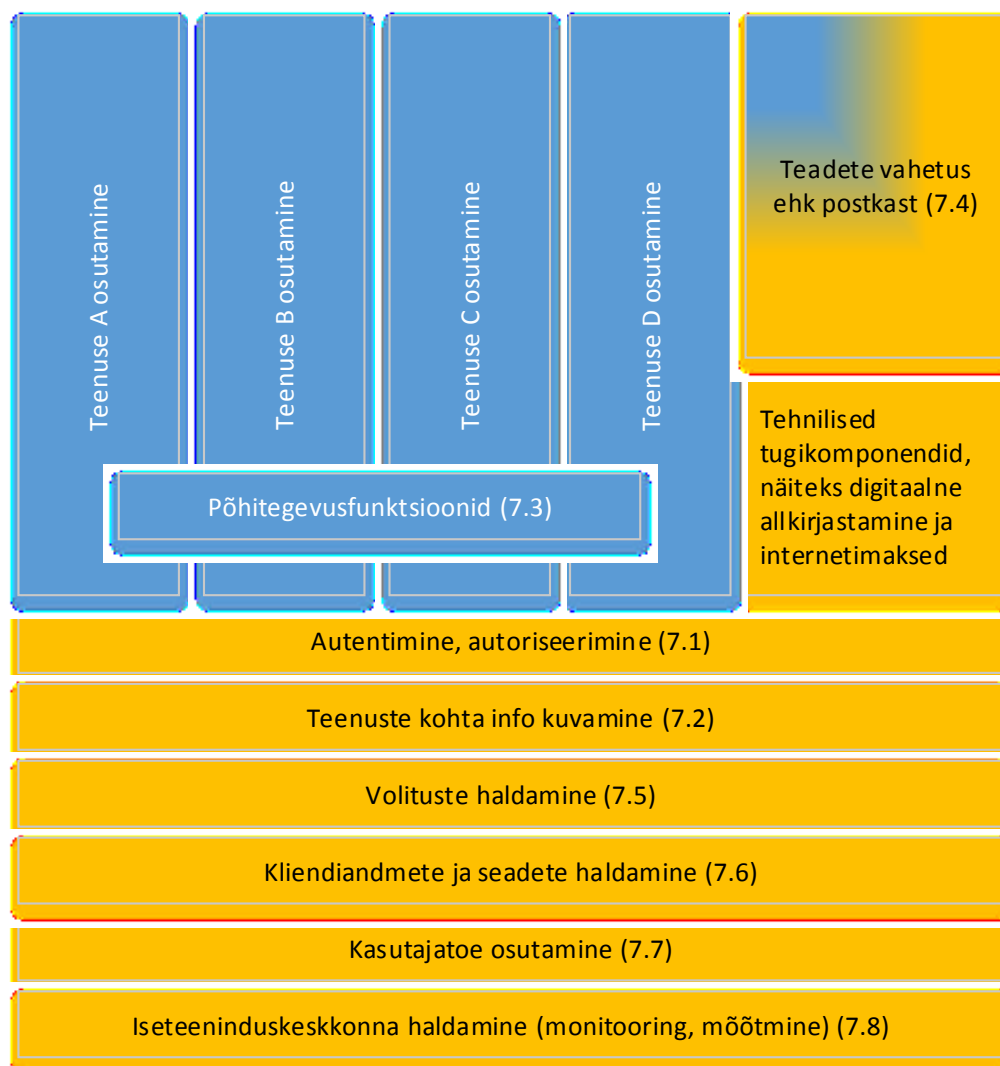 Teenuse A osutamine
Teenuse B osutamine
Teenuse C osutamine
Teenuse D osutamine
Teadete vahetus
ehk postkast (7.4)
Põhitegevusfunktsioonid (7.3)
Tehnilised
tugikomponendid,
näiteks digitaalne
allkirjastamine ja
internetimaksed
Autentimine, autoriseerimine (7.1)
Teenuste kohta info kuvamine (7.2)
Volituste haldamine (7.5)
Kliendiandmete ja seadete haldamine (7.6)
Kasutajatoe osutamine (7.7)
Iseteeninduskeskkonna haldamine (monitooring, mõõtmine) (7.8)